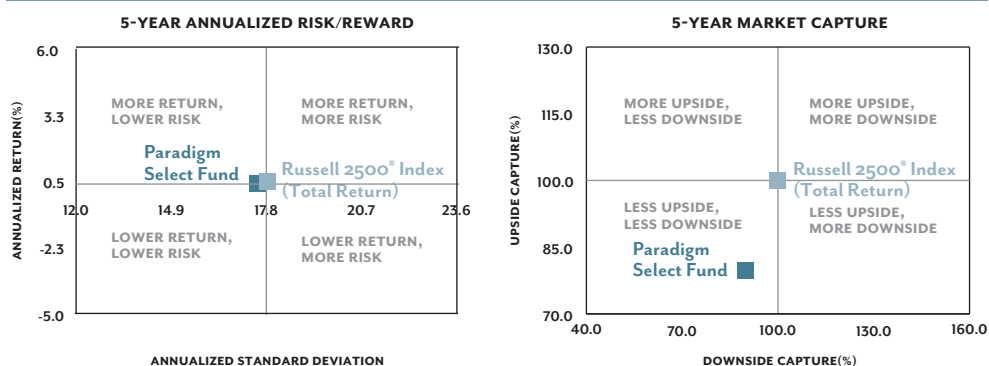 5-YEAR ANNUALIZED RISK/REWARD
6.0
3.3
0.5
-2.3
-5.0
ANNUALIZED RETURN(%)
MORE RETURN,
LOWER RISK
MORE RETURN,
MORE RISK
Paradigm
Select Fund
Russell 2500® Index
(Total Return)
12.0 14.9 17.8 20.7 23.6
LOWER RETURN,
LOWER RISK
LOWER RETURN,
MORE RISK
ANNUALIZED STANDARD DEVIATION
5-YEAR MARKET CAPTURE
130.0
115.0
100.0
85.0
70.0
UPSIDE CAPTURE(%)
MORE UPSIDE,
LESS DOWNSIDE
MORE UPSIDE,
MORE DOWNSIDE
Russell 2500® Index
(Total Return)
LESS UPSIDE,
LESS DOWNSIDE
LESS UPSIDE,
MORE DOWNSIDE
Paradigm
Select Fund
40.0 70.0 100.0 130.0 160.0
DOWNSIDE CAPTURE(%)